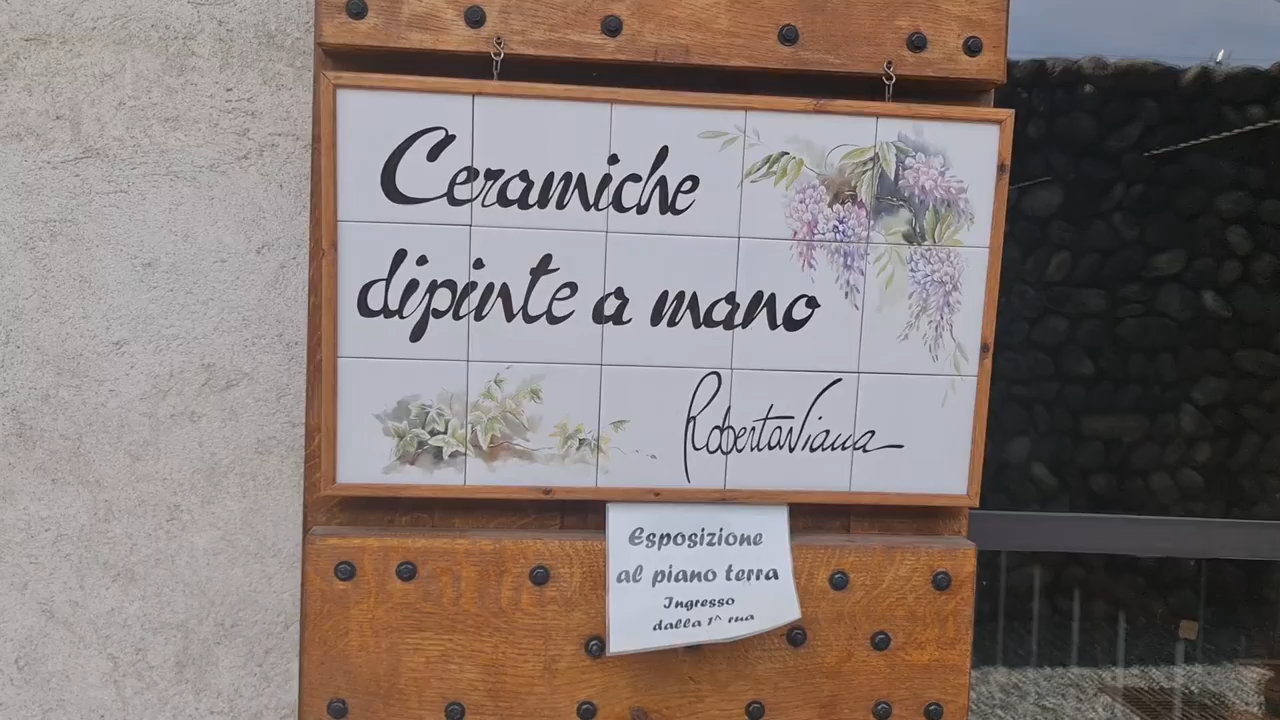 Ceramiche
dipinte a mano
Roberta Viana
Esposizione
al piano terra
Ingresso
dalla 1^ rua